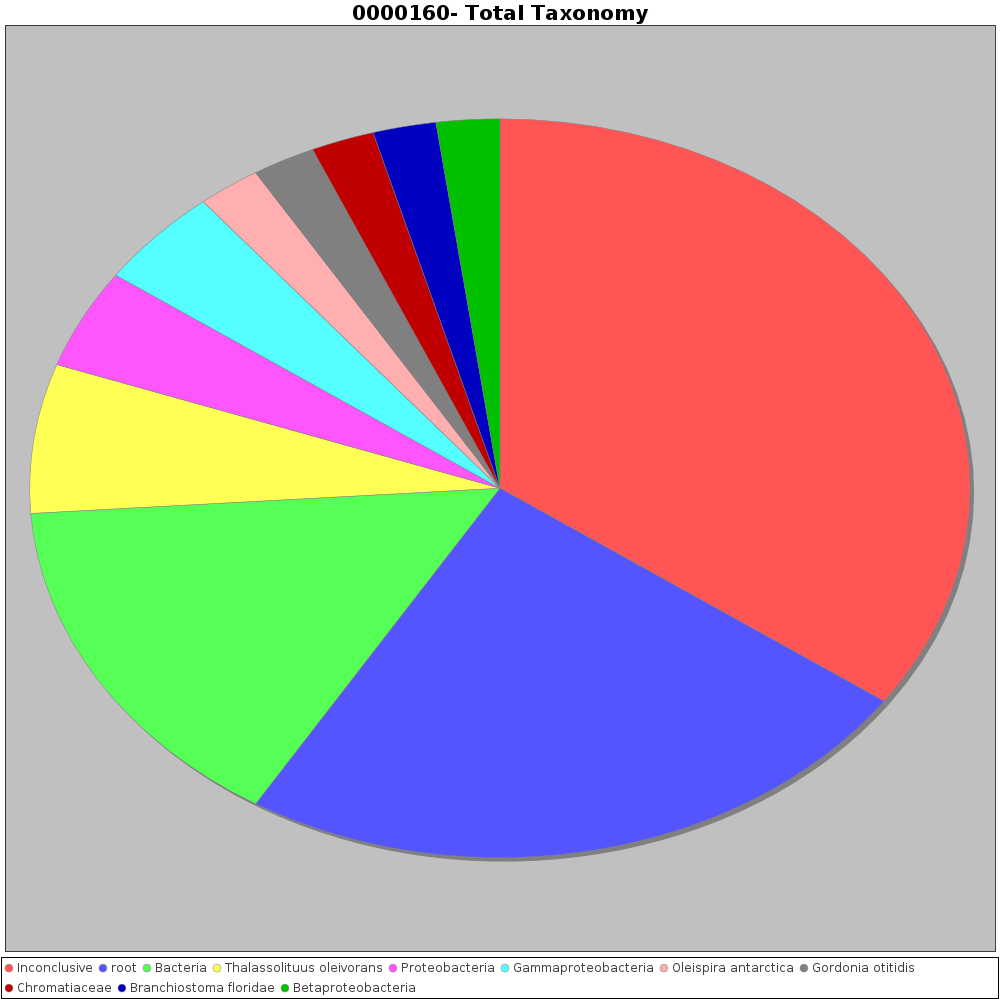 0000160- Total Taxonomy
Inconclusive root Bacteria Thalassolituus oleivorans Proteobacteria Gammaproteobacteria Oleispira antarctica Gordonia otitidis
Chromatiaceae Branchiostoma floridae Betaproteobacteria